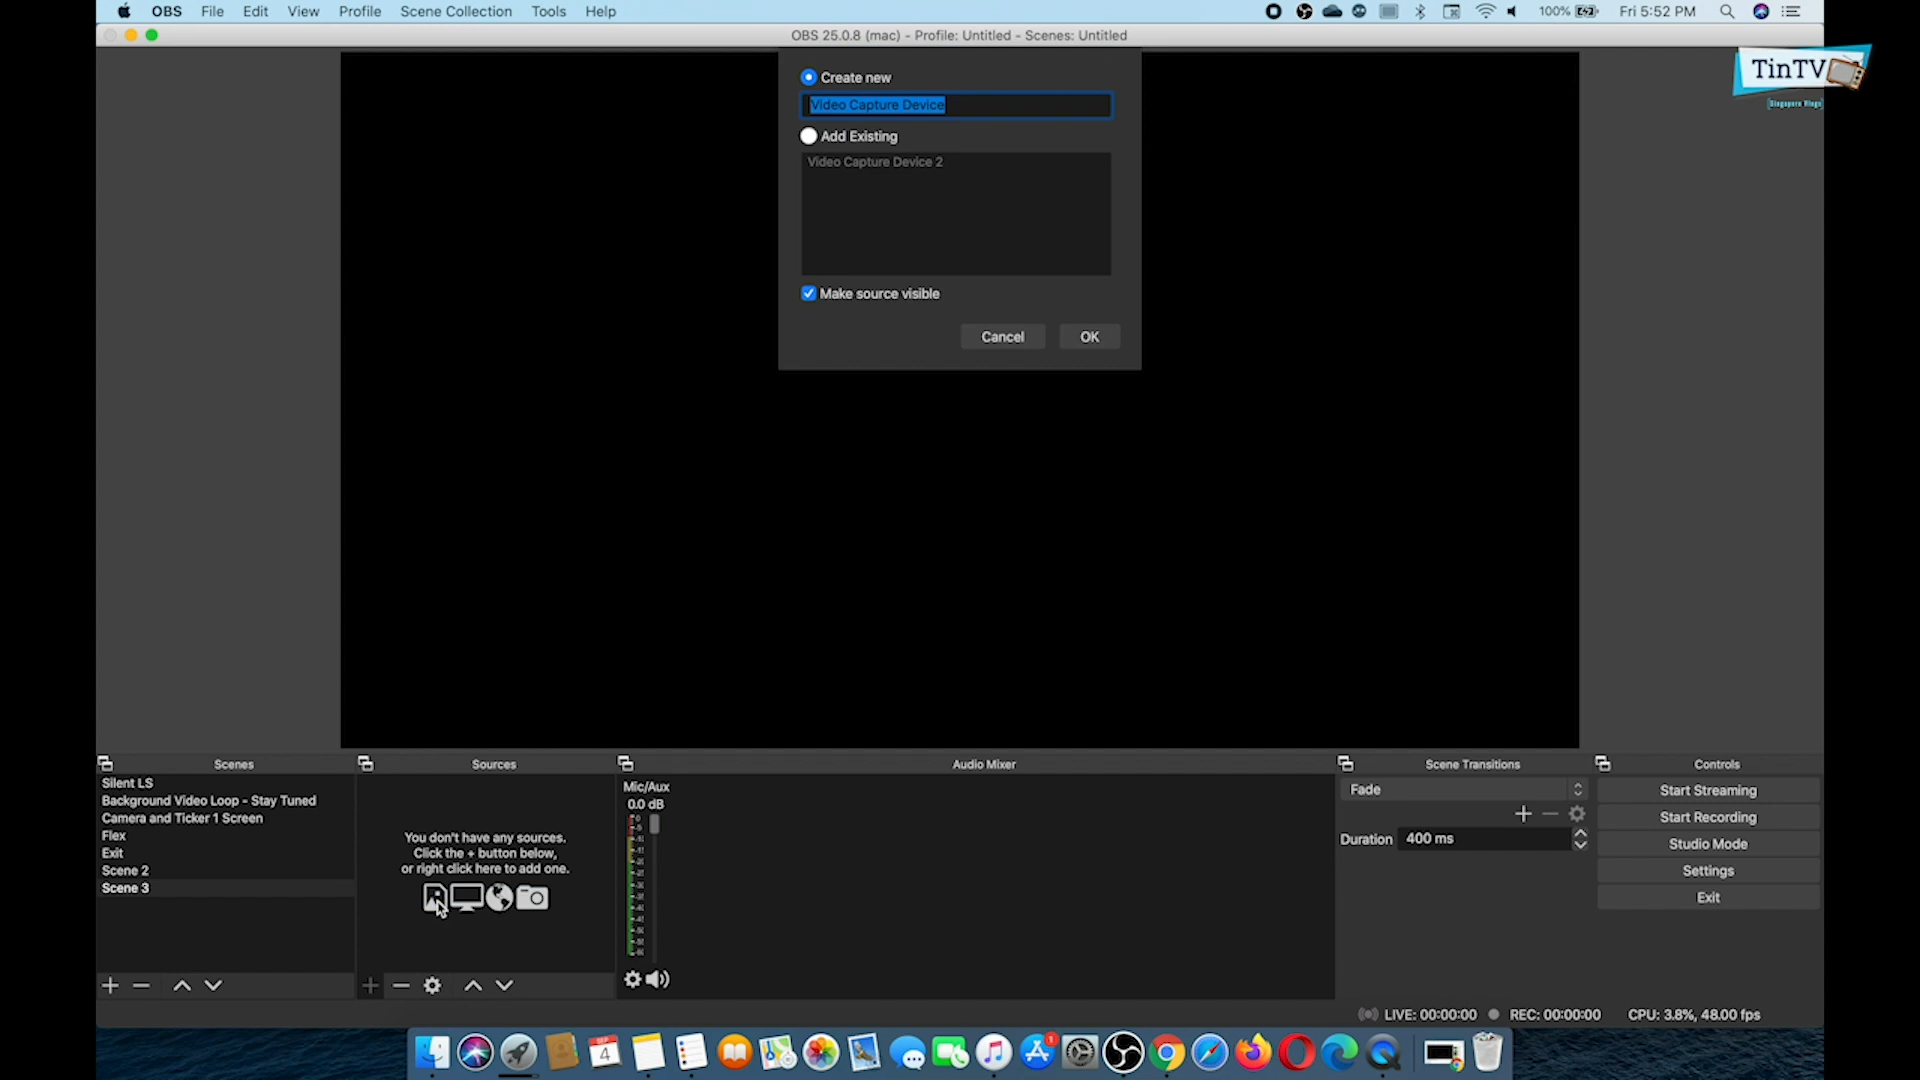 OBS File Edit View Profile Scene Collection Tools Help
100% Fri 5:52 PM
OBS 25.0.8 (mac) - Profile: Untitled - Scenes: Untitled
TinTV
Singapore Vlogs
Create new
Video Capture Device
Add Existing
Video Capture Device 2
Make source visible
Cancel OK
Scenes
Silent LS
Background Video Loop - Stay Tuned
Camera and Ticker 1 Screen
Flex
Exit
Scene 2
Scene 3
Sources
You don't have any sources.
Click the + button below,
or right click here to add one.
Audio Mixer
Mic/Aux
0.0 dB
Scene Transitions
Fade
Duration 400 ms
Controls
Start Streaming
Start Recording
Studio Mode
Settings
Exit
LIVE: 00:00:00 REC: 00:00:00 CPU: 3.8%, 48.00 fps
4
1